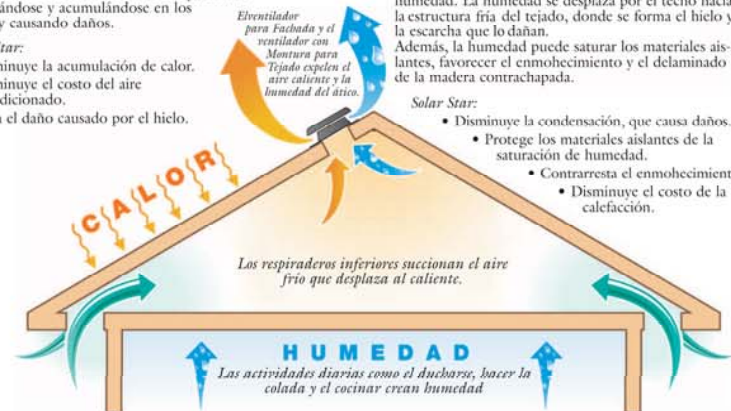 ándose y acumulándose en los
y causando daños.
tar:
minuye la acumulación de calor.
minuye el costo del aire
ndicionado.
a el daño causado por el hielo.
Elventilador
para Fachada y el
ventilador con
Montura para
Tejado expelen el
aire caliente y la
humedad del ático.
humedad. La humedad se desplaza por el techo hacia
la estructura fría del tejado, donde se forma el hielo y
la escarcha que lo dañan.
Además, la humedad puede saturar los materiales ais-
lantes, favorecer el enmohecimiento y el delaminado
de la madera contrachapada.
Solar Star:
• Disminuye la condensación, que causa daños.
• Protege los materiales aislantes de la
saturación de humedad.
• Contrarresta el enmohecimient
• Disminuye el costo de la
calefacción.
CALOR
Los respiraderos inferiores succionan el aire
frío que desplaza al caliente.
HUMEDAD
Las actividades diarias como el ducharse, hacer la
colada y el cocinar crean humedad